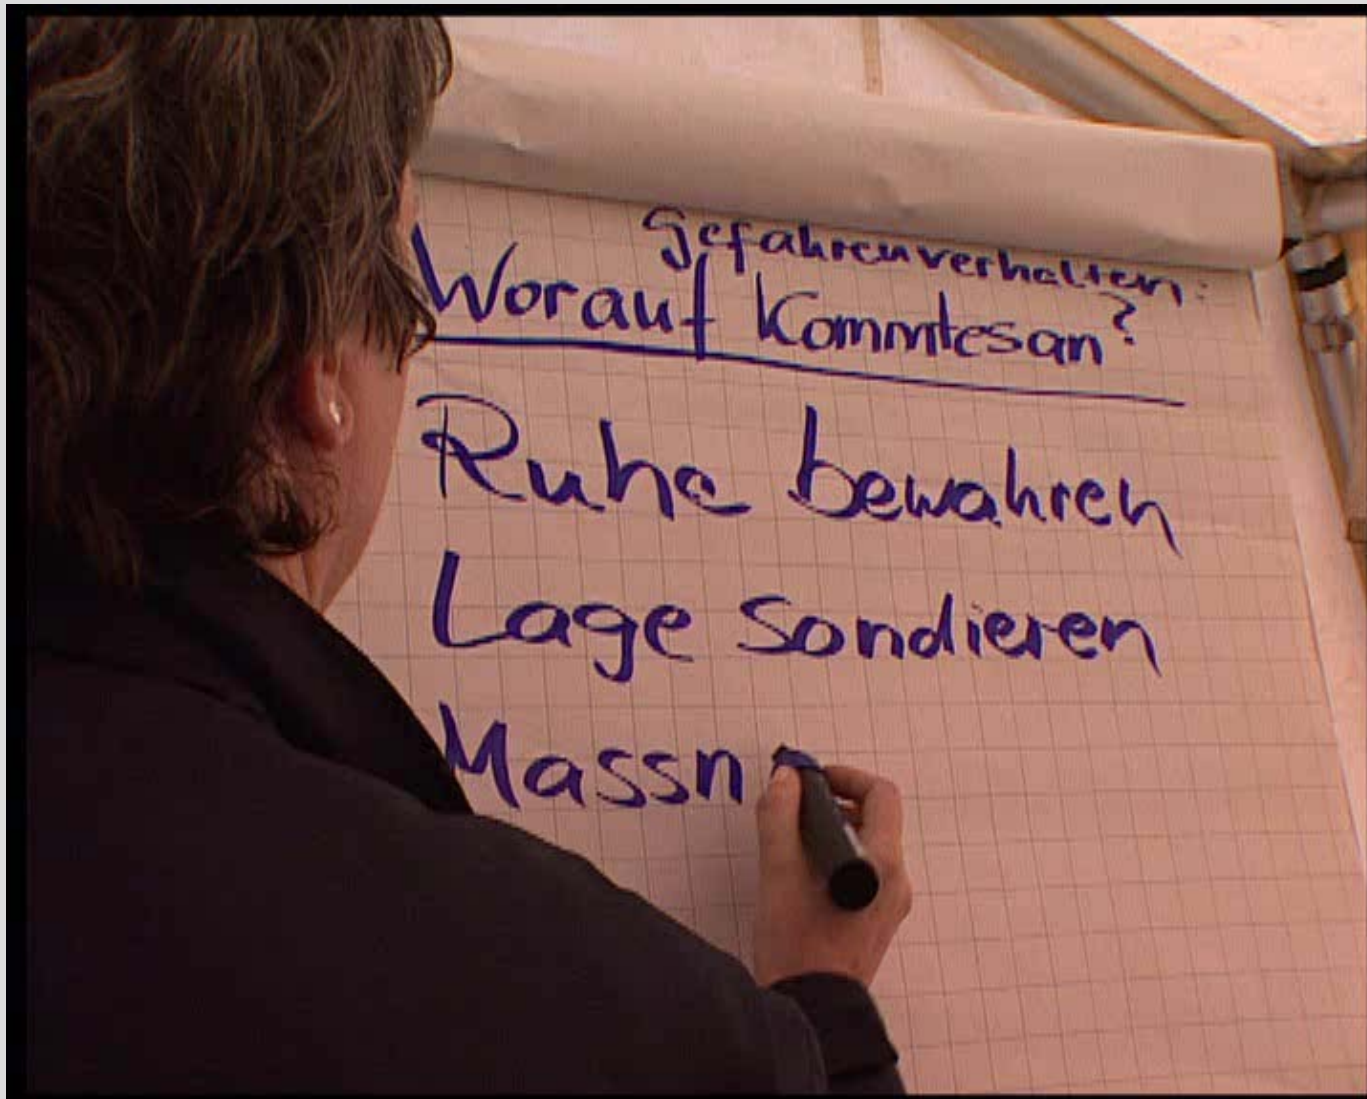 Gefahrenverhalten:
Worauf kommtesan?
Ruhe bewahren
Lage sondieren
Massn